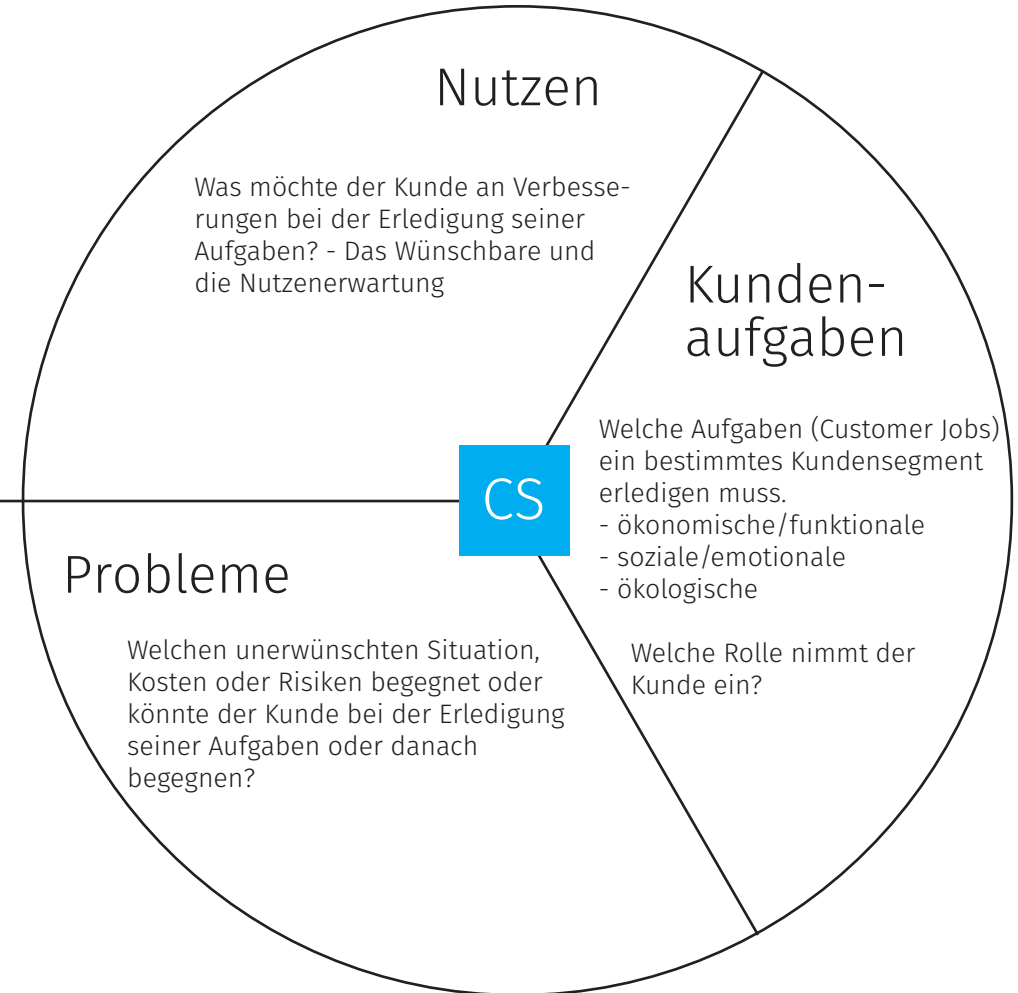 Nutzen
Was möchte der Kunde an Verbesse-
rungen bei der Erledigung seiner
Aufgaben? - Das Wünschbare und
die Nutzenerwartung
Kunden-
aufgaben
Welche Aufgaben (Customer Jobs)
ein bestimmtes Kundensegment
erledigen muss.
- ökonomische/funktionale
- soziale/emotionale
- ökologische
Welche Rolle nimmt der
Kunde ein?
CS
Probleme
Welchen unerwünschten Situation,
Kosten oder Risiken begegnet oder
könnte der Kunde bei der Erledigung
seiner Aufgaben oder danach
begegnen?